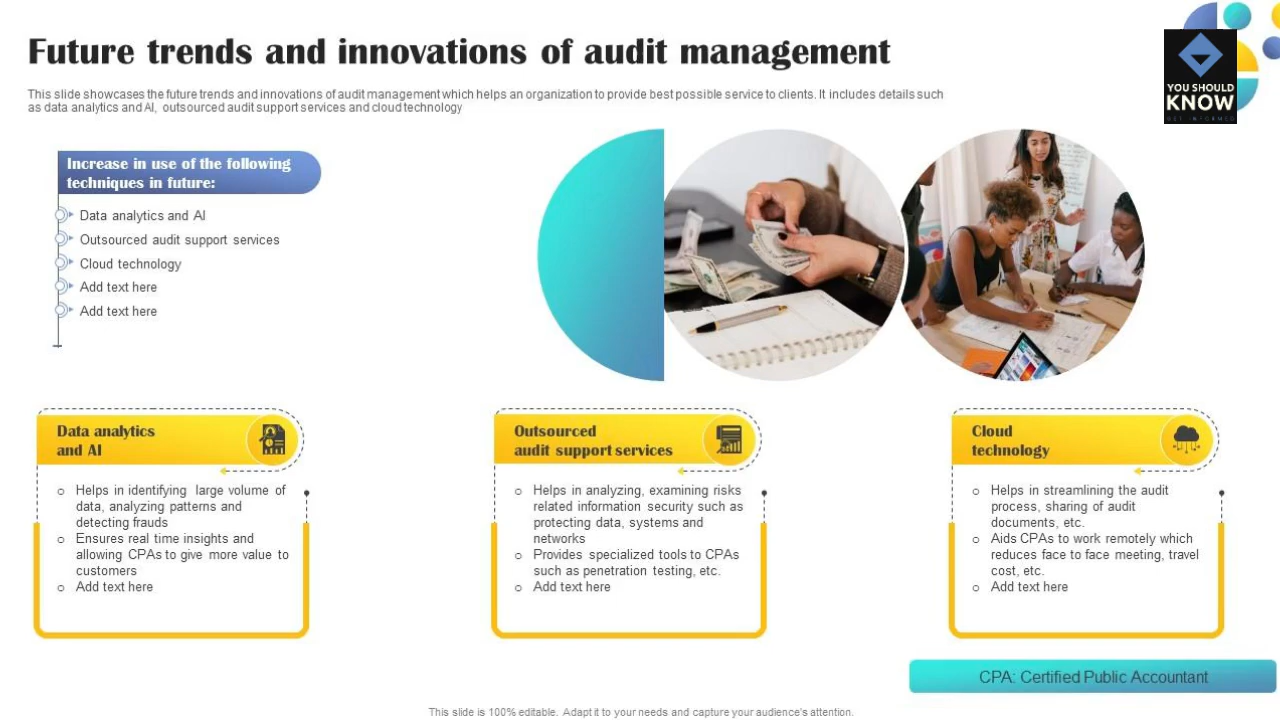 Future trends and innovations of audit management
This slide showcases the future trends and innovations of audit management which helps an organization to provide best possible service to clients. It includes details such
as data analytics and AI, outsourced audit support services and cloud technology
YOU SHOULD
KNOW
GET INFORMED
Increase in use of the following
techniques in future:
Data analytics and AI
Outsourced audit support services
Cloud technology
Add text here
Add text here
Data analytics
and AI
Helps in identifying large volume of
data, analyzing patterns and
detecting frauds
Ensures real time insights and
allowing CPAs to give more value to
customers
Add text here
Outsourced
audit support services
Helps in analyzing, examining risks
related information security such as
protecting data, systems and
networks
Provides specialized tools to CPAs
such as penetration testing, etc.
Add text here
Cloud
technology
Helps in streamlining the audit
process, sharing of audit
documents, etc.
Aids CPAs to work remotely which
reduces face to face meeting, travel
cost, etc.
Add text here
CPA: Certified Public Accountant
This slide is 100% editable. Adapt it to your needs and capture your audience's attention.